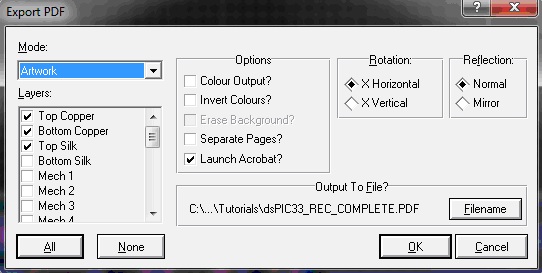 Export PDF
Mode:
Artwork
Layers:
Top Copper
Bottom Copper
Top Silk
Bottom Silk
Mech 1
Mech 2
Mech 3
Mech 4
All
None
Options
Colour Output?
Invert Colours?
Erase Background?
Separate Pages?
Launch Acrobat?
Rotation:
X Horizontal
X Vertical
Reflection:
Normal
Mirror
Output To File?
C:\...\Tutorials\dsPIC33_REC_COMPLETE.PDF
Filename
OK
Cancel